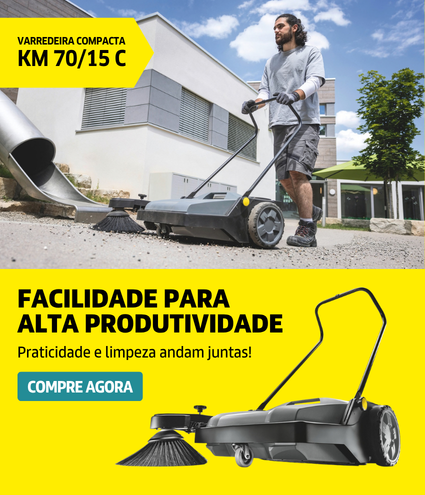 VARREDEIRA COMPACTA
KM 70/15 C
FACILIDADE PARA
ALTA PRODUTIVIDADE
Praticidade e limpeza andam juntas!
COMPRE AGORA